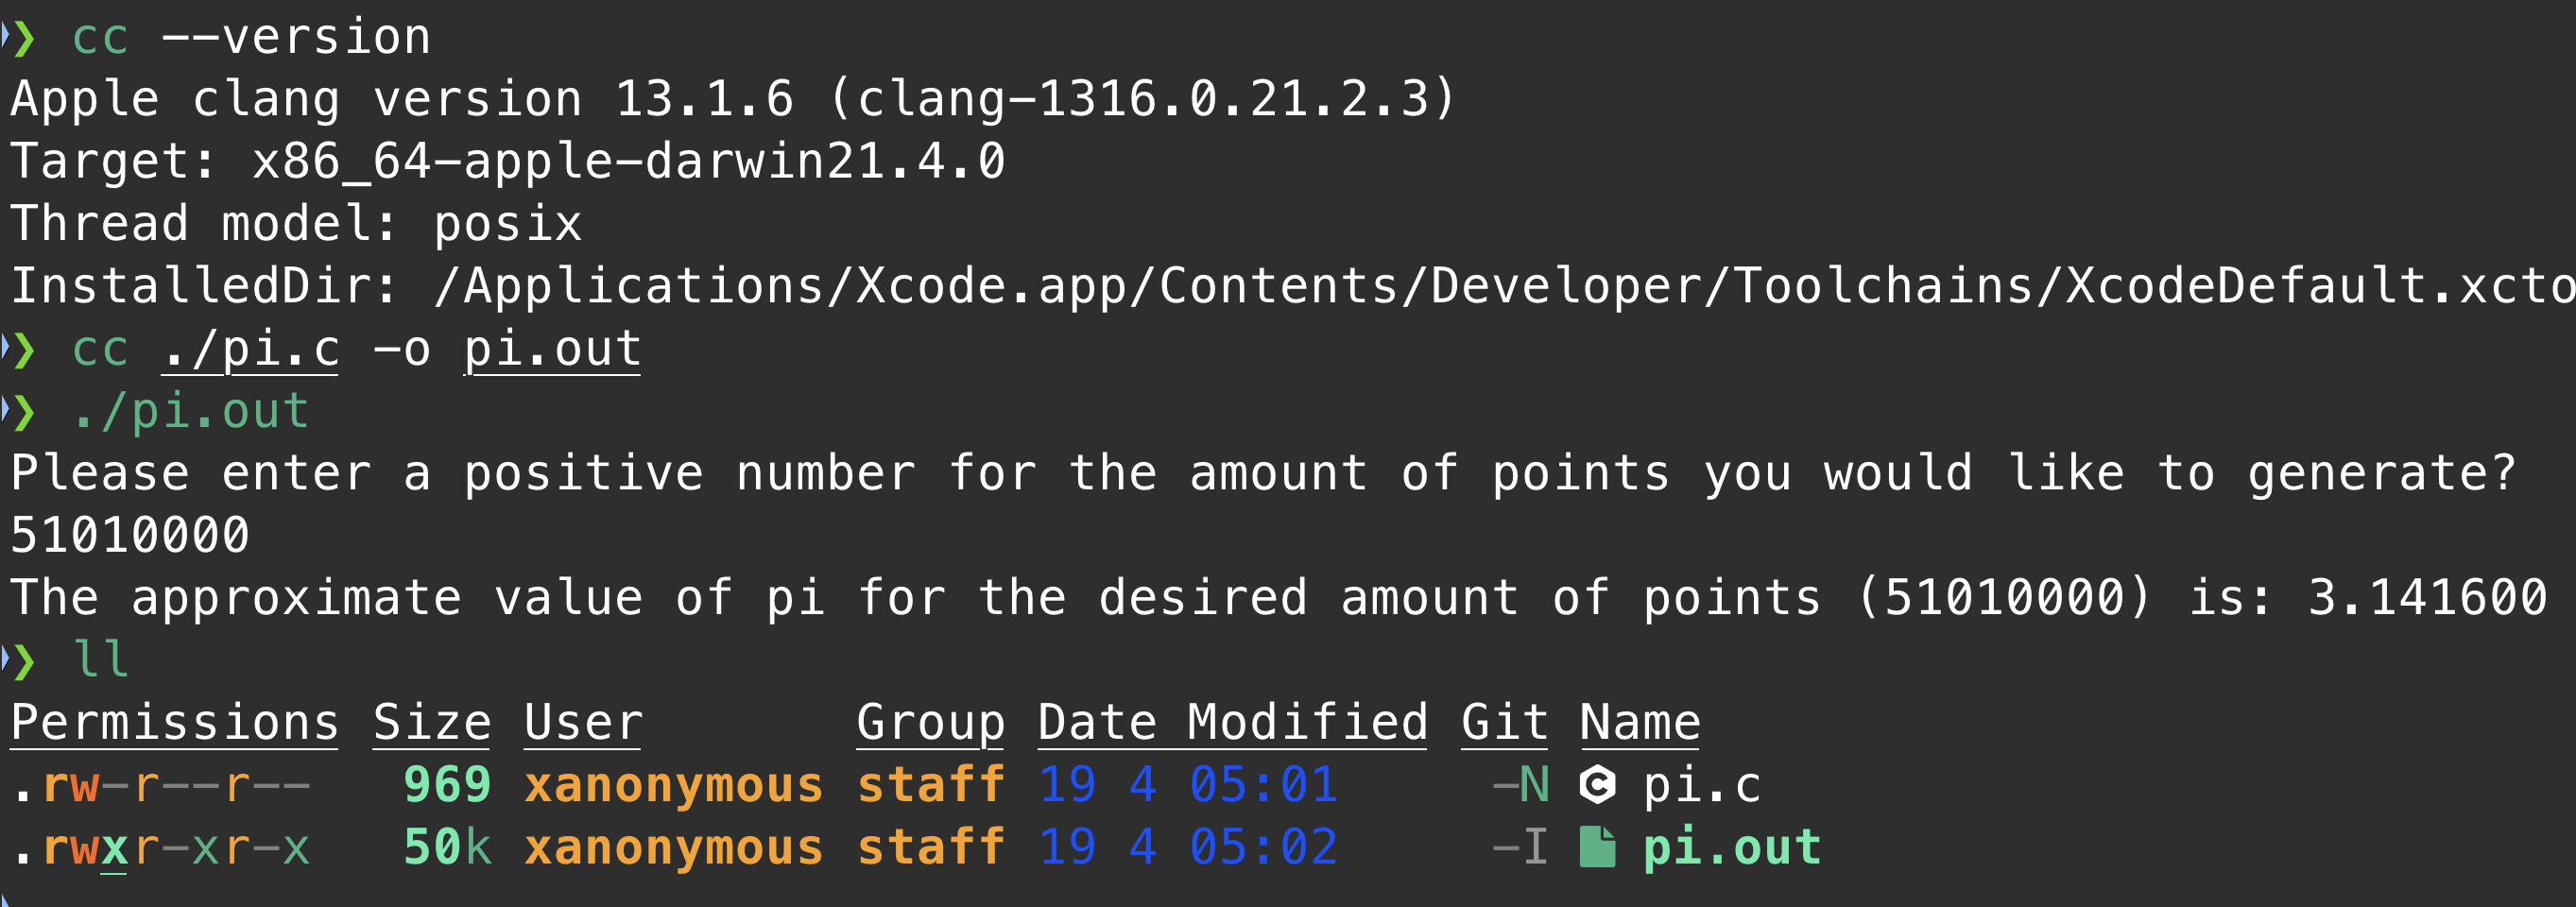 ❯ cc --version
Apple clang version 13.1.6 (clang-1316.0.21.2.3)
Target: x86_64-apple-darwin21.4.0
Thread model: posix
InstalledDir: /Applications/Xcode.app/Contents/Developer/Toolchains/XcodeDefault.xcto
❯ cc ./pi.c -o pi.out
❯ ./pi.out
Please enter a positive number for the amount of points you would like to generate?
51010000
The approximate value of pi for the desired amount of points (51010000) is: 3.141600
❯ ll
Permissions Size User Group Date Modified Git Name
.rw-r--r-- 969 xanonymous staff 19 4 05:01 -N pi.c
.rwxr-xr-x 50k xanonymous staff 19 4 05:02 -I pi.out